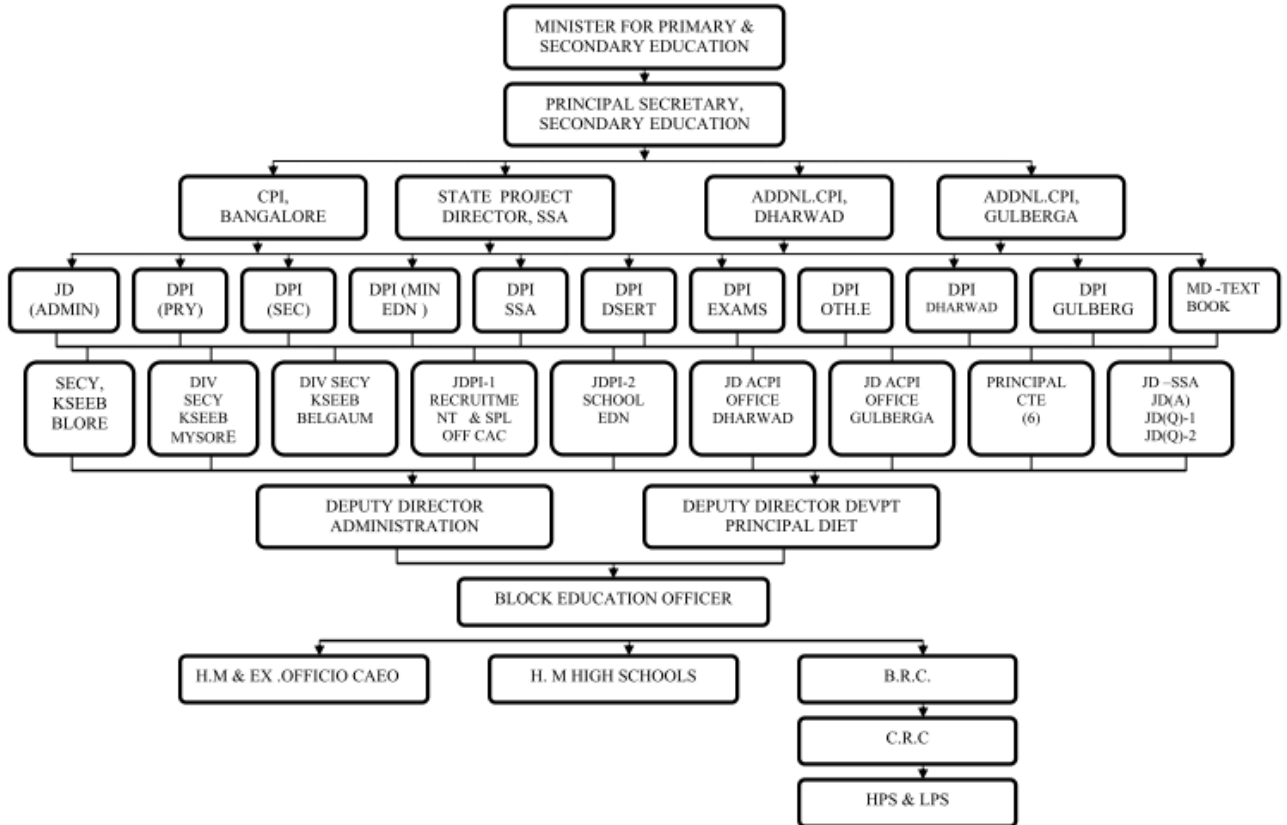 MINISTER FOR PRIMARY &
SECONDARY EDUCATION
PRINCIPAL SECRETARY,
SECONDARY EDUCATION
CPI,
BANGALORE
STATE PROJECT
DIRECTOR, SSA
ADDNL.CPI,
DHARWAD
ADDNL.CPI,
GULBERGA
JD
(ADMIN)
DPI
(PRY)
DPI
(SEC)
DPI (MIN
EDN )
DPI
SSA
DPI
DSERT
DPI
EXAMS
DPI
OTH.E
DPI
DHARWAD
DPI
GULBERG
MD -TEXT
BOOK
SECY,
KSEEB
BLORE
DIV
SECY
KSEEB
MYSORE
DIV SECY
KSEEB
BELGAUM
JDPI-1
RECRUITME
NT & SPL
OFF CAC
JDPI-2
SCHOOL
EDN
JD ACPI
OFFICE
DHARWAD
JD ACPI
OFFICE
GULBERGA
PRINCIPAL
CTE
(6)
JD –SSA
JD(A)
JD(Q)-1
JD(Q)-2
DEPUTY DIRECTOR
ADMINISTRATION
DEPUTY DIRECTOR DEVPT
PRINCIPAL DIET
BLOCK EDUCATION OFFICER
H.M & EX .OFFICIO CAEO
H. M HIGH SCHOOLS
B.R.C.
C.R.C
HPS & LPS